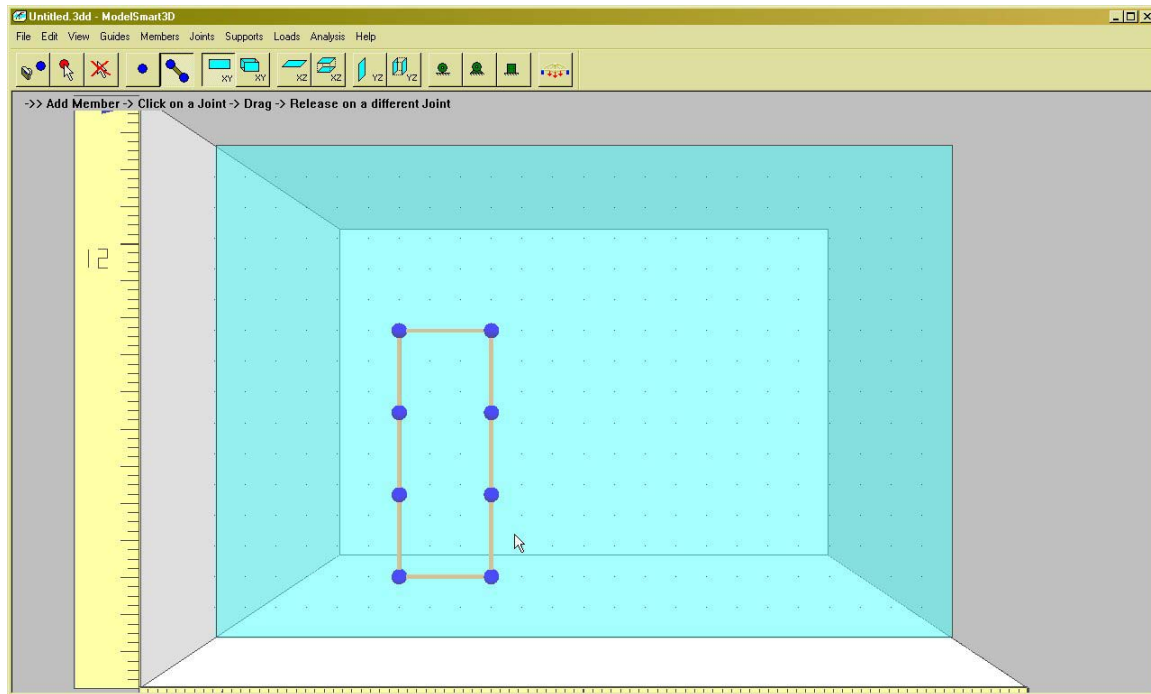 Untitled.3dd - ModelSmart3D
File Edit View Guides Members Joints Supports Loads Analysis Help
XY XY XZ XZ YZ YZ
->> Add Member -> Click on a Joint -> Drag -> Release on a different Joint
12